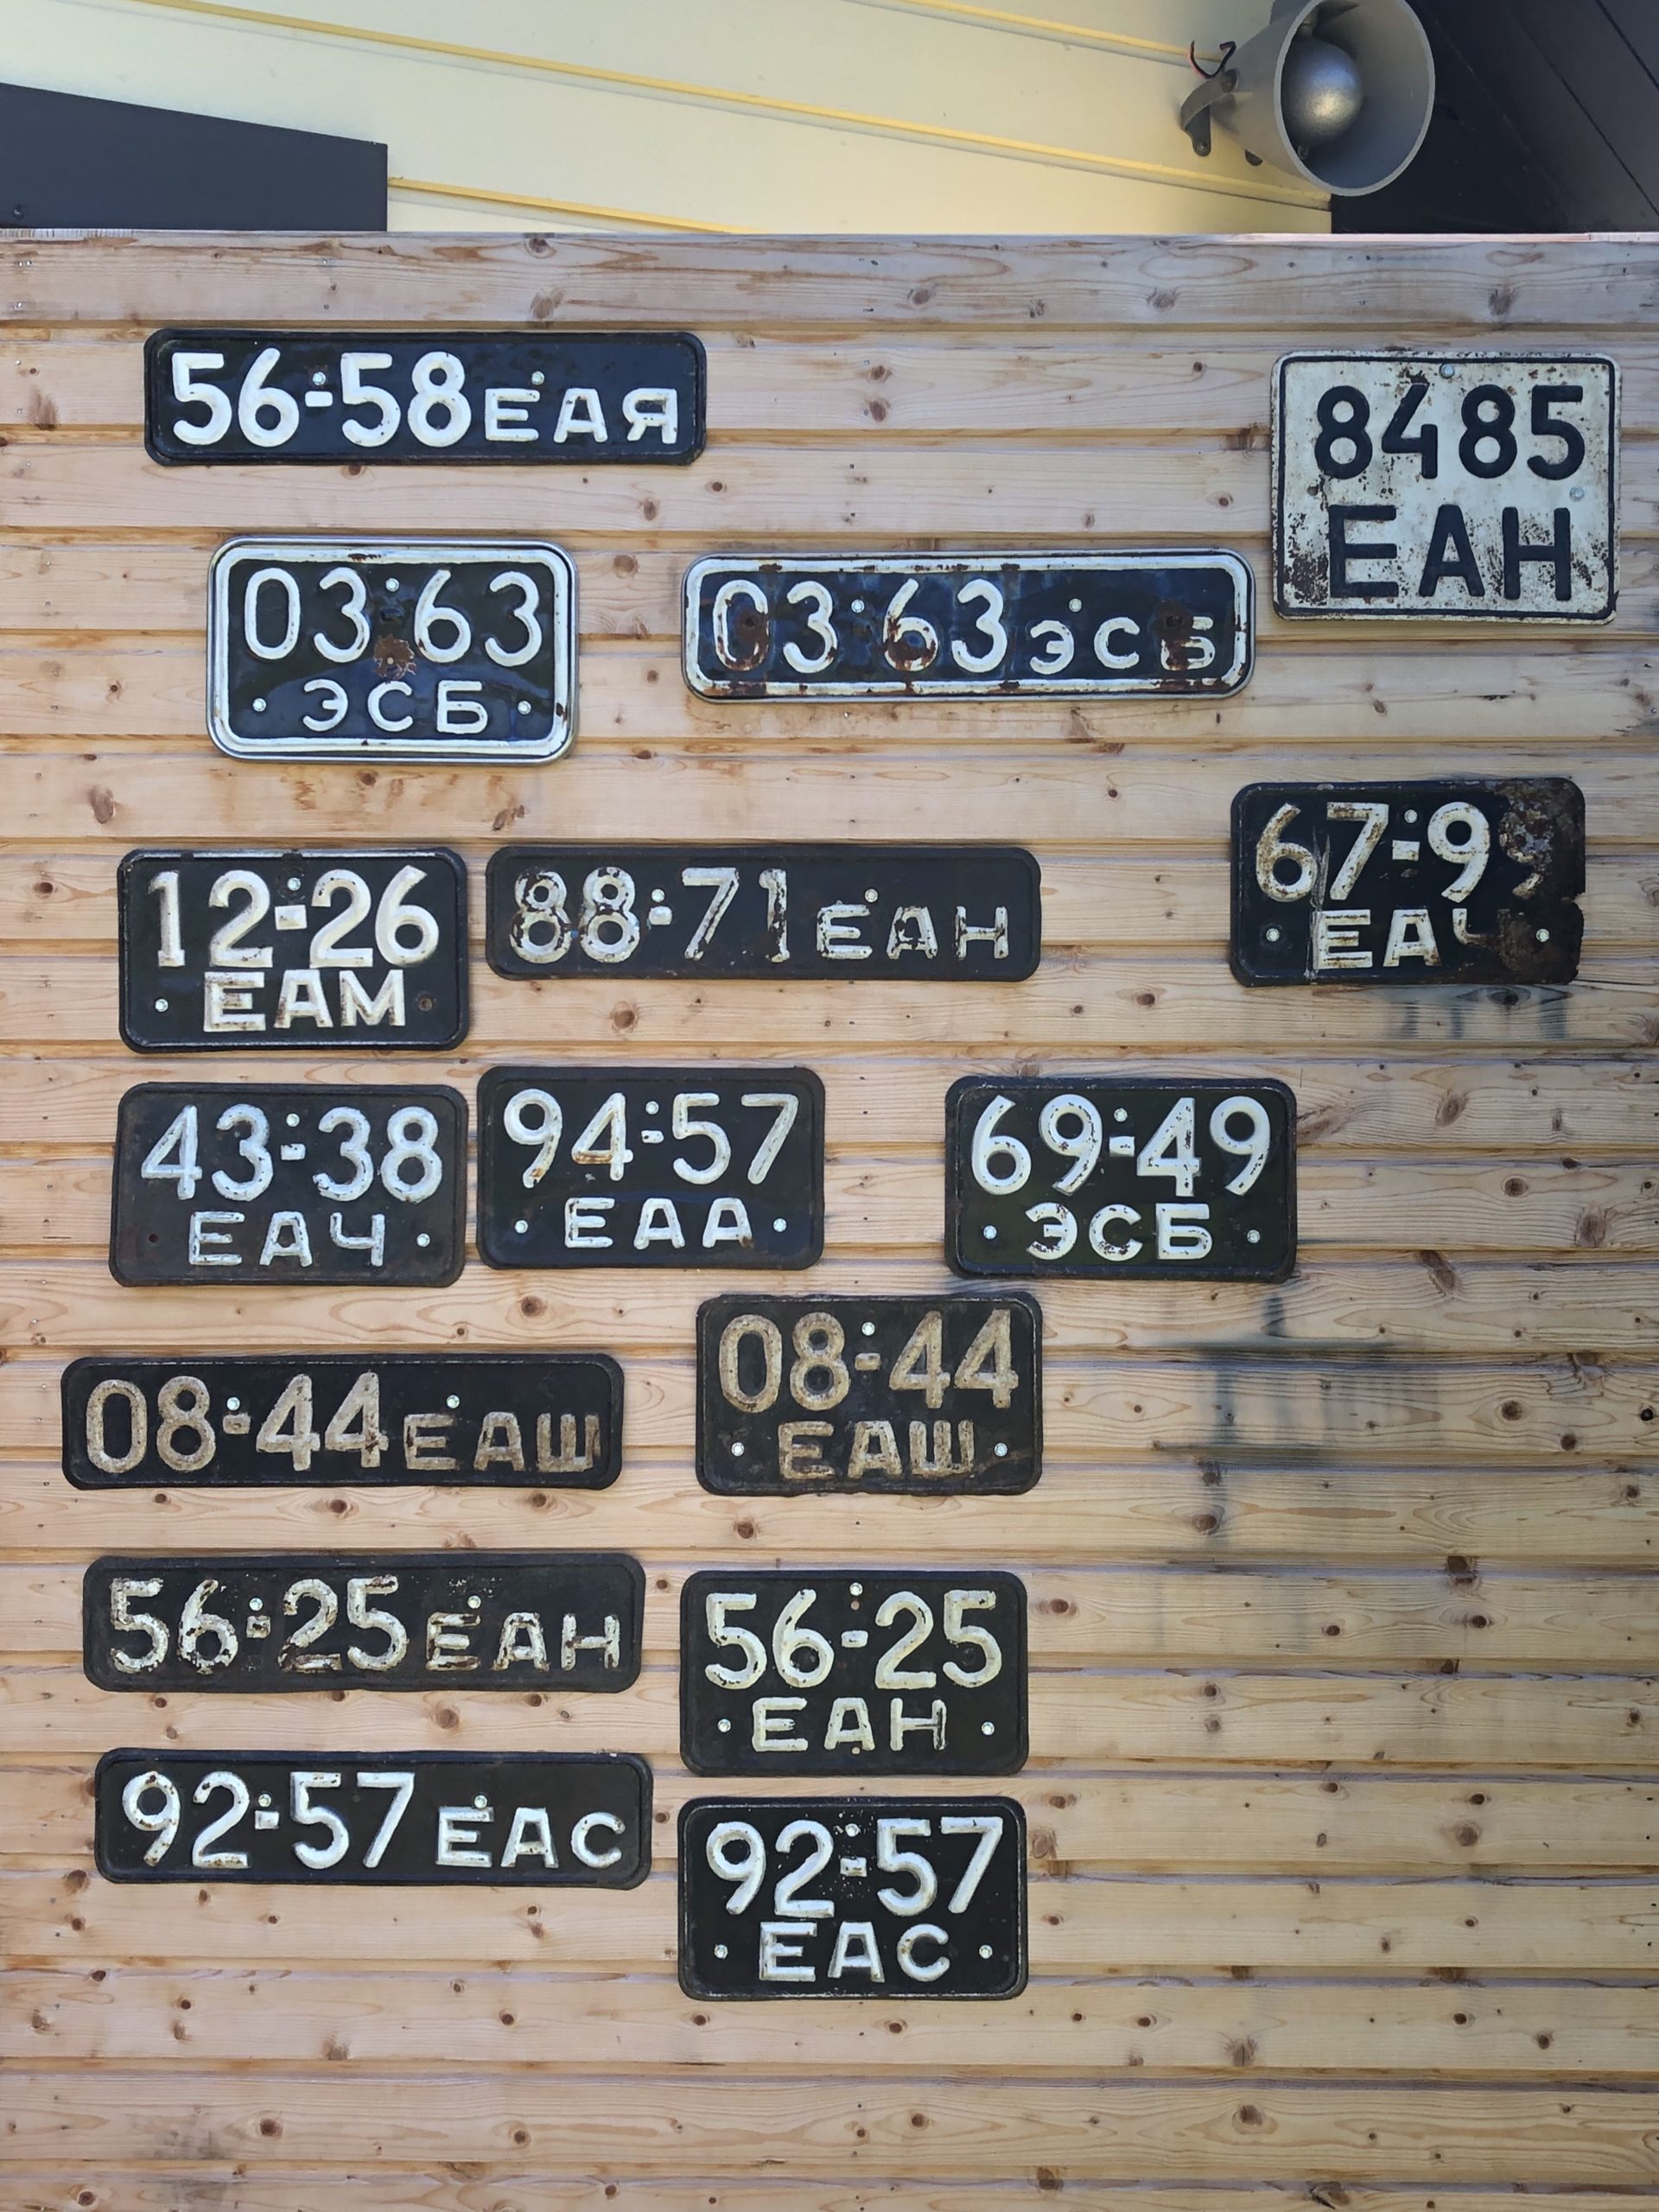 56-58 ЕАЯ
8485
ЕАН
03-63
ЭСБ
03-63 ЭСБ
67-99
ЕАЧ
12-26
ЕАМ
88-71 ЕАН
43-38
ЕАЧ
94-57
ЕАА
69-49
ЭСБ
08-44 ЕАШ
08-44
ЕАШ
56-25 ЕАН
56-25
ЕАН
92-57 ЕАС
92-57
ЕАС